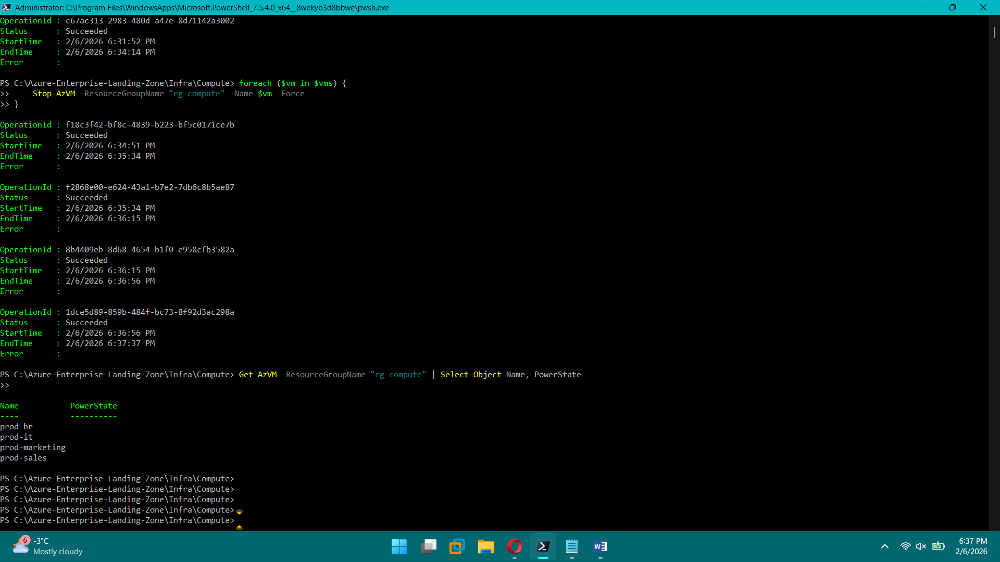 Administrator: C:\Program Files\WindowsApps\Microsoft.PowerShell_7.5.4.0_x64__8wekyb3d8bbwe\pwsh.exe
OperationId : c67ac313-2983-480d-a47e-8d71142a3002
Status      : Succeeded
StartTime   : 2/6/2026 6:31:52 PM
EndTime     : 2/6/2026 6:34:14 PM
Error       :
PS C:\Azure-Enterprise-Landing-Zone\Infra\Compute> foreach ($vm in $vms) {
>>     Stop-AzVM -ResourceGroupName "rg-compute" -Name $vm -Force
>> }
OperationId : f18c3f42-bf8c-4839-b223-bf5c0171ce7b
Status      : Succeeded
StartTime   : 2/6/2026 6:34:51 PM
EndTime     : 2/6/2026 6:35:34 PM
Error       :
OperationId : f2868e00-e624-43a1-b7e2-7db6c8b5ae87
Status      : Succeeded
StartTime   : 2/6/2026 6:35:34 PM
EndTime     : 2/6/2026 6:36:15 PM
Error       :
OperationId : 8b4409eb-8d68-4654-b1f0-e958cfb3582a
Status      : Succeeded
StartTime   : 2/6/2026 6:36:15 PM
EndTime     : 2/6/2026 6:36:56 PM
Error       :
OperationId : 1dce5d89-859b-484f-bc73-8f92d3ac298a
Status      : Succeeded
StartTime   : 2/6/2026 6:36:56 PM
EndTime     : 2/6/2026 6:37:37 PM
Error       :
PS C:\Azure-Enterprise-Landing-Zone\Infra\Compute> Get-AzVM -ResourceGroupName "rg-compute" | Select-Object Name, PowerState
>>
Name           PowerState
----           ----------
prod-hr
prod-it
prod-marketing
prod-sales
PS C:\Azure-Enterprise-Landing-Zone\Infra\Compute>
PS C:\Azure-Enterprise-Landing-Zone\Infra\Compute>
PS C:\Azure-Enterprise-Landing-Zone\Infra\Compute>
PS C:\Azure-Enterprise-Landing-Zone\Infra\Compute>
PS C:\Azure-Enterprise-Landing-Zone\Infra\Compute>
6
-3°C
Mostly cloudy
W
6:37 PM
2/6/2026